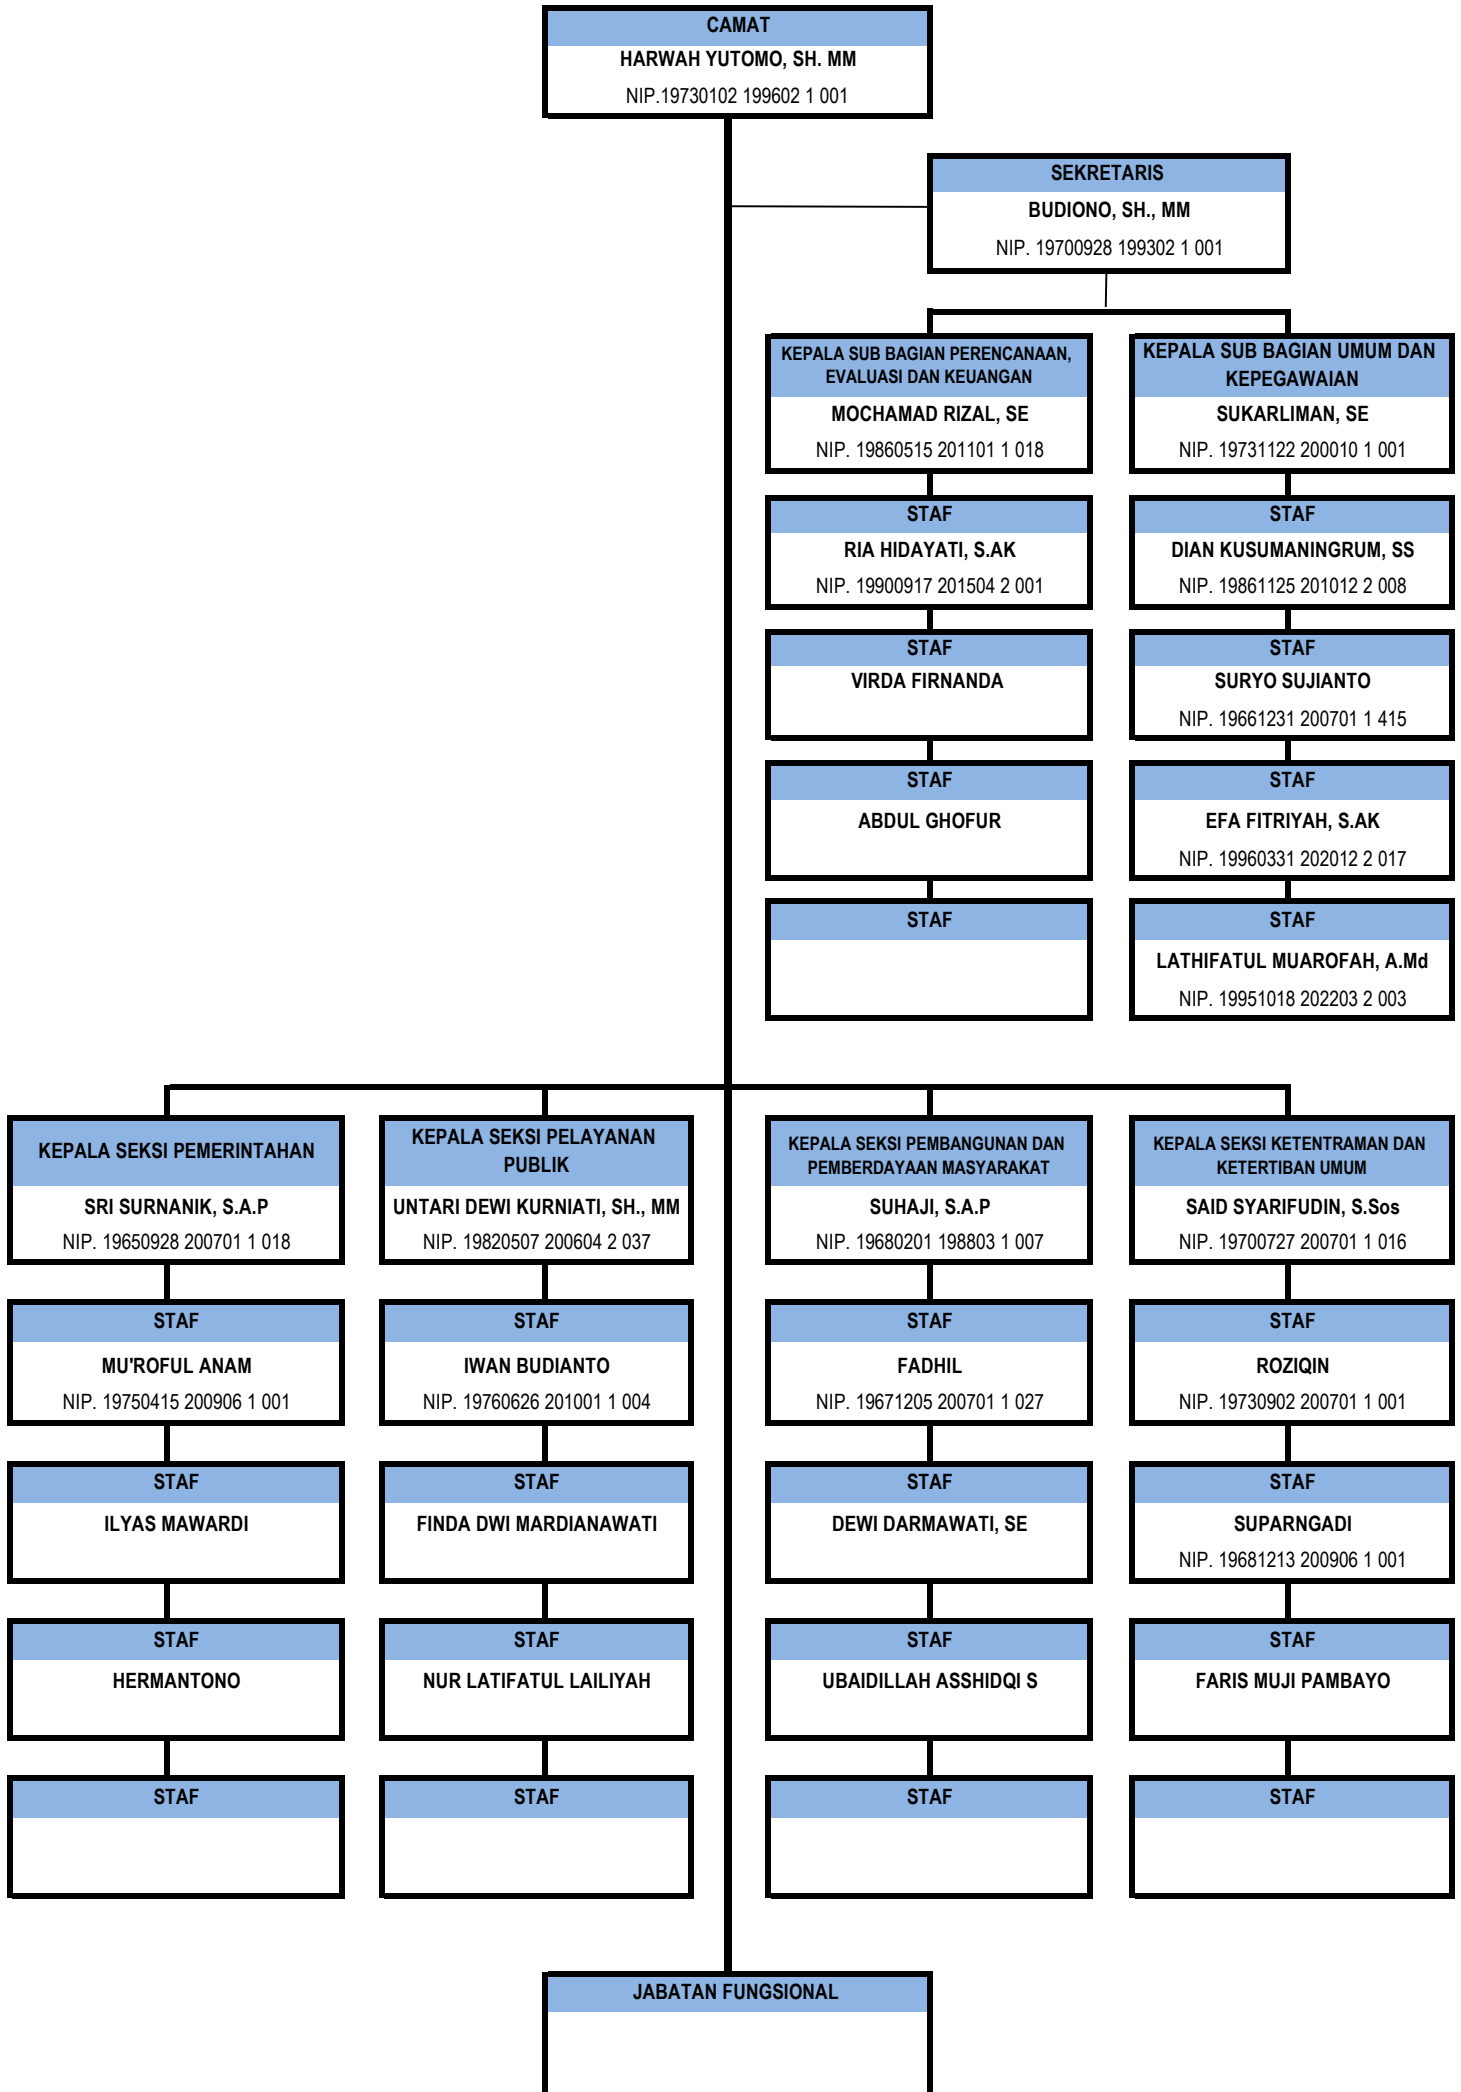 CAMAT
HARWAH YUTOMO, SH. MM
NIP.19730102 199602 1 001
SEKRETARIS
BUDIONO, SH., MM
NIP. 19700928 199302 1 001
KEPALA SUB BAGIAN PERENCANAAN,
EVALUASI DAN KEUANGAN
MOCHAMAD RIZAL, SE
NIP. 19860515 201101 1 018
STAF
RIA HIDAYATI, S.AK
NIP. 19900917 201504 2 001
STAF
VIRDA FIRNANDA
STAF
ABDUL GHOFUR
STAF
KEPALA SUB BAGIAN UMUM DAN
KEPEGAWAIAN
SUKARLIMAN, SE
NIP. 19731122 200010 1 001
STAF
DIAN KUSUMANINGRUM, SS
NIP. 19861125 201012 2 008
STAF
SURYO SUJIANTO
NIP. 19661231 200701 1 415
STAF
EFA FITRIYAH, S.AK
NIP. 19960331 202012 2 017
STAF
LATHIFATUL MUAROFAH, A.Md
NIP. 19951018 202203 2 003
KEPALA SEKSI PEMERINTAHAN
SRI SURNANIK, S.A.P
NIP. 19650928 200701 1 018
STAF
MU'ROFUL ANAM
NIP. 19750415 200906 1 001
STAF
ILYAS MAWARDI
STAF
HERMANTONO
STAF
KEPALA SEKSI PELAYANAN
PUBLIK
UNTARI DEWI KURNIATI, SH., MM
NIP. 19820507 200604 2 037
STAF
IWAN BUDIANTO
NIP. 19760626 201001 1 004
STAF
FINDA DWI MARDIANAWATI
STAF
NUR LATIFATUL LAILIYAH
STAF
KEPALA SEKSI PEMBANGUNAN DAN
PEMBERDAYAAN MASYARAKAT
SUHAJI, S.A.P
NIP. 19680201 198803 1 007
STAF
FADHIL
NIP. 19671205 200701 1 027
STAF
DEWI DARMAWATI, SE
STAF
UBAIDILLAH ASSHIDQI S
STAF
KEPALA SEKSI KETENTRAMAN DAN
KETERTIBAN UMUM
SAID SYARIFUDIN, S.Sos
NIP. 19700727 200701 1 016
STAF
ROZIQIN
NIP. 19730902 200701 1 001
STAF
SUPARNGADI
NIP. 19681213 200906 1 001
STAF
FARIS MUJI PAMBAYO
STAF
JABATAN FUNGSIONAL